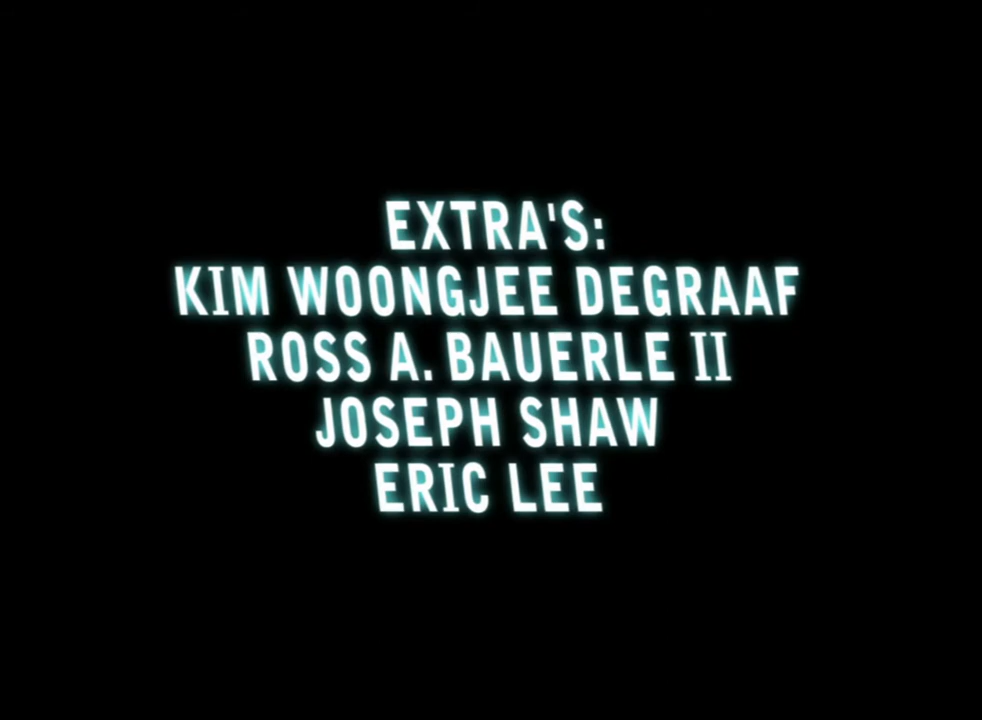 EXTRA'S:
KIM WOONGJEE DEGRAAF
ROSS A. BAUERLE II
JOSEPH SHAW
ERIC LEE